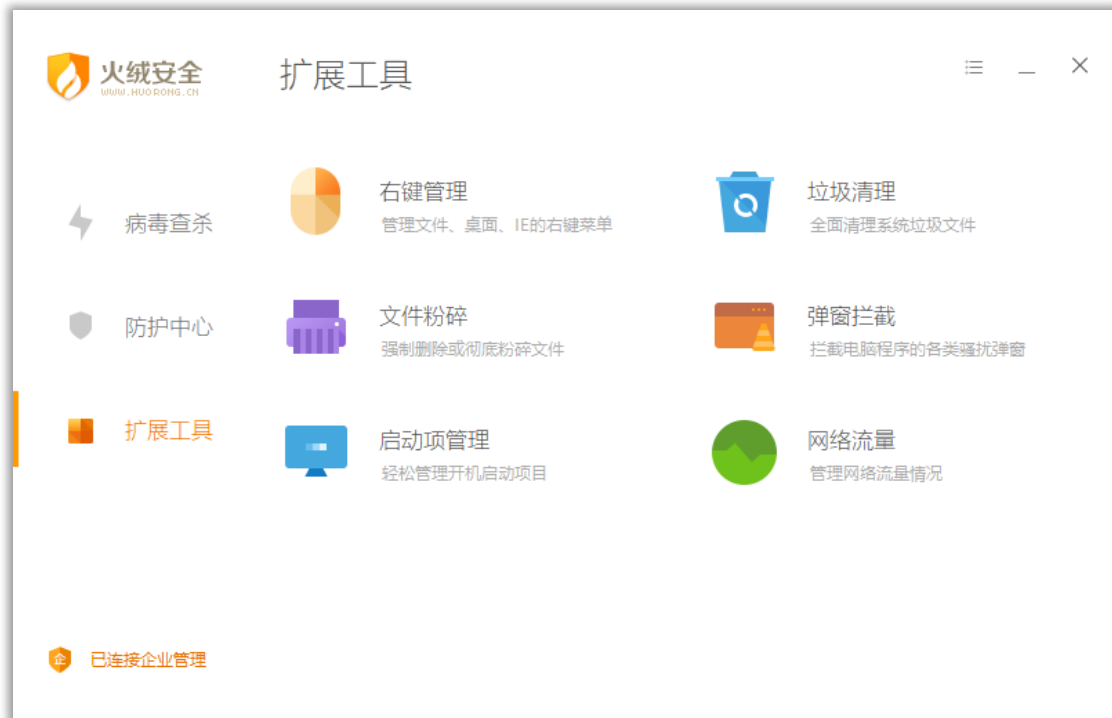 火绒安全
WWW.HUORONG.CN
扩展工具
病毒查杀
防护中心
扩展工具
右键管理
管理文件、桌面、IE的右键菜单
垃圾清理
全面清理系统垃圾文件
文件粉碎
强制删除或彻底粉碎文件
弹窗拦截
拦截电脑程序的各类骚扰弹窗
启动项管理
轻松管理开机启动项目
网络流量
管理网络流量情况
企
已连接企业管理